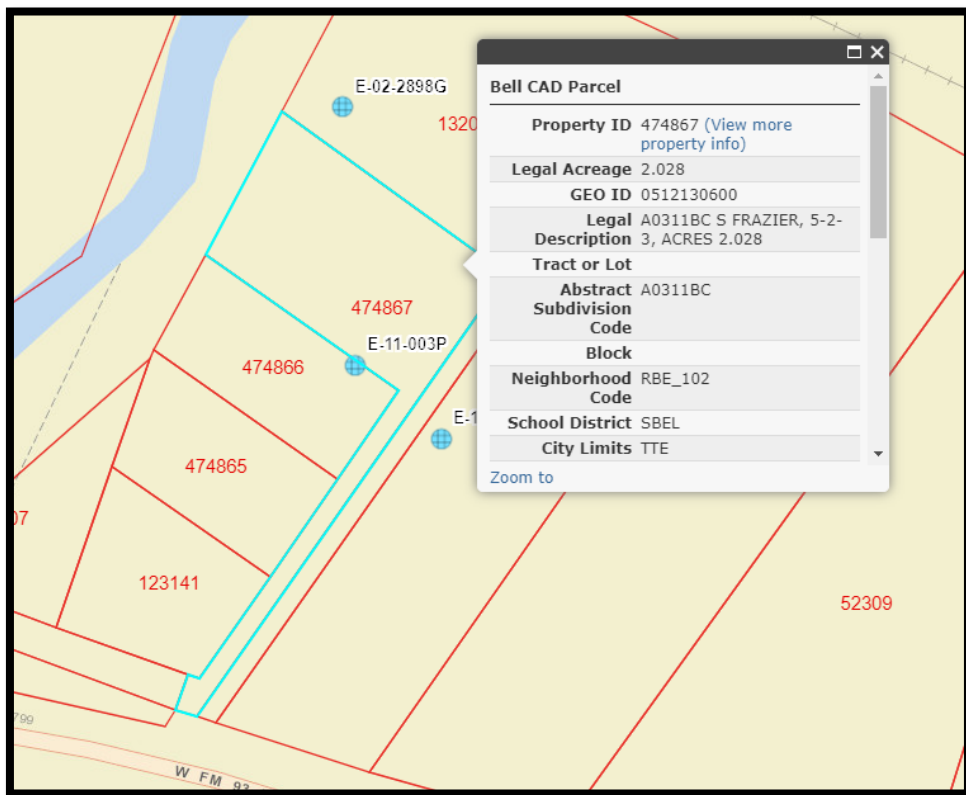 E-02-2898G
1320
474867
E-11-003P
474866
E-1
474865
07
123141
52309
799
W FM 93
Bell CAD Parcel
Property ID 474867 (View more
property info)
Legal Acreage 2.028
GEO ID 0512130600
Legal A0311BC S FRAZIER, 5-2-
Description 3, ACRES 2.028
Tract or Lot
Abstract A0311BC
Subdivision
Code
Block
Neighborhood RBE_102
Code
School District SBEL
City Limits TTE
Zoom to